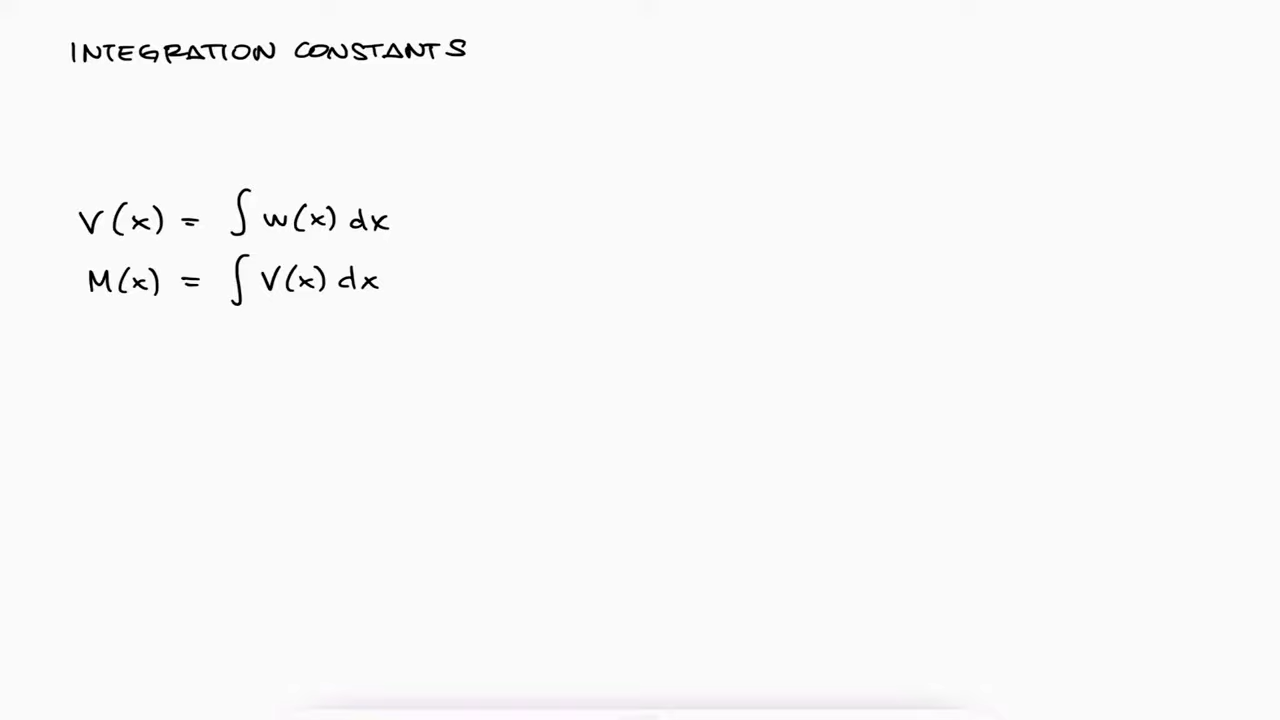 INTEGRATION CONSTANTS
V(x) = ∫ w(x) dx
M(x) = ∫ V(x) dx